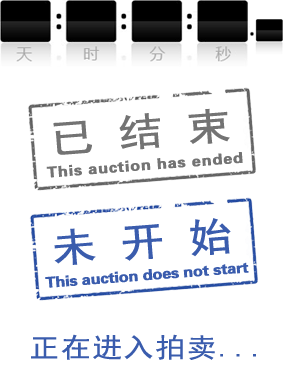 : : : .
天 时 分 秒
已结束
This auction has ended
未开始
This auction does not start
正在进入拍卖...